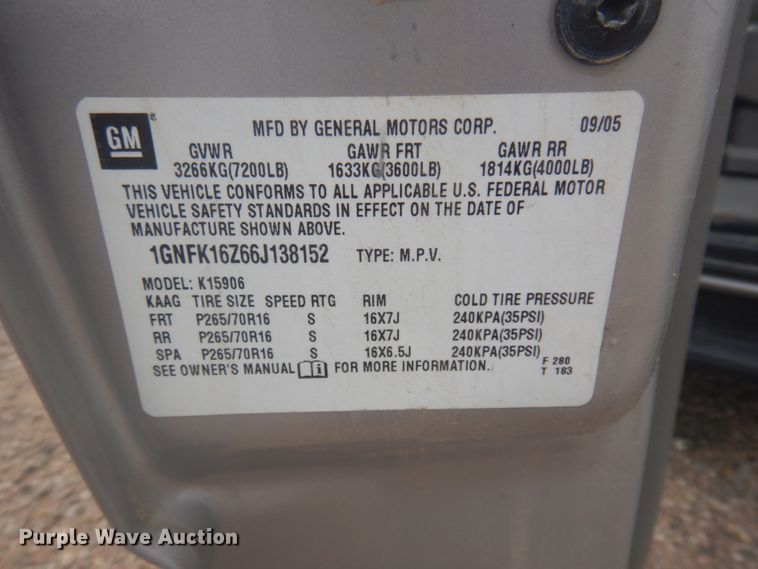 GM
®
MFD BY GENERAL MOTORS CORP. 09/05
GVWR GAWR FRT GAWR RR
3266KG(7200LB) 1633KG(3600LB) 1814KG(4000LB)
THIS VEHICLE CONFORMS TO ALL APPLICABLE U.S. FEDERAL MOTOR
VEHICLE SAFETY STANDARDS IN EFFECT ON THE DATE OF
MANUFACTURE SHOWN ABOVE.
1GNFK16Z66J138152 TYPE: M.P.V.
MODEL: K15906
KAAG TIRE SIZE SPEED RTG RIM COLD TIRE PRESSURE
FRT P265/70R16 S 16X7J 240KPA(35PSI)
RR P265/70R16 S 16X7J 240KPA(35PSI)
SPA P265/70R16 S 16X6.5J 240KPA(35PSI)
SEE OWNER'S MANUAL i FOR MORE INFORMATION.
F 280
T 183
Purple Wave Auction